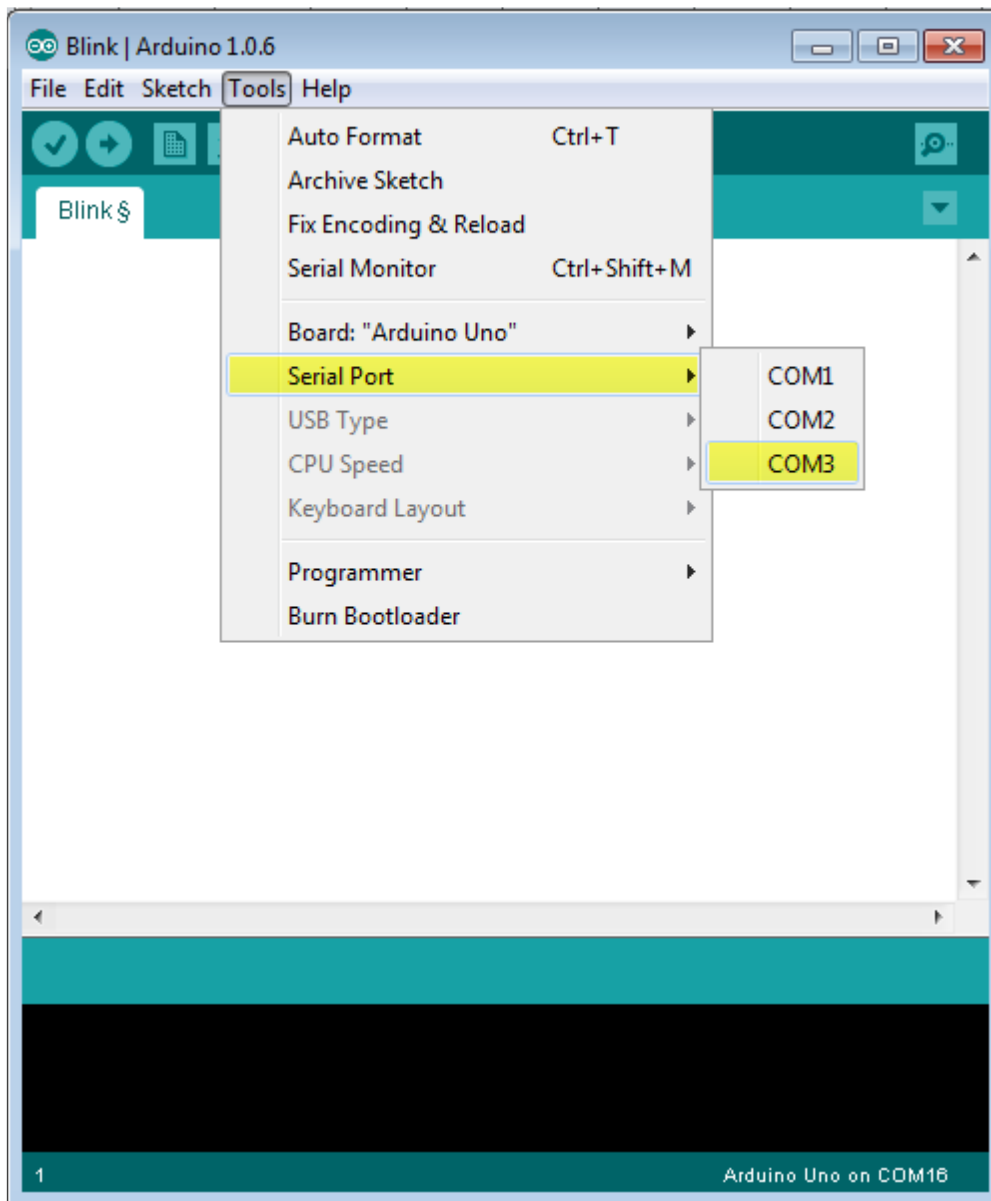 Blink | Arduino 1.0.6
File Edit Sketch Tools Help
Auto Format Ctrl+T
Archive Sketch
Blink §
Fix Encoding & Reload
Serial Monitor Ctrl+Shift+M
Board: "Arduino Uno"
Serial Port
COM1
USB Type
COM2
CPU Speed
COM3
Keyboard Layout
Programmer
Burn Bootloader
1 Arduino Uno on COM16